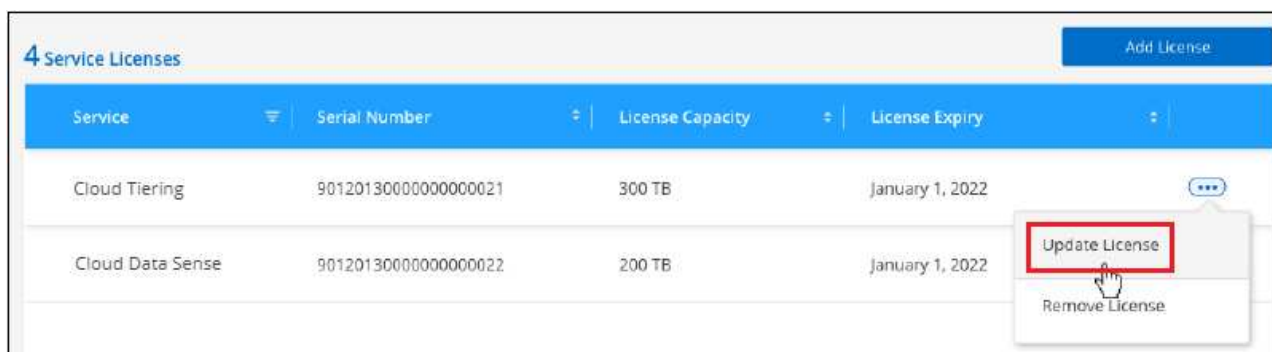 4 Service Licenses
Add License
Service Serial Number License Capacity License Expiry
Cloud Tiering 90120130000000000021 300 TB January 1, 2022
Update License
Cloud Data Sense 90120130000000000022 200 TB January 1, 2022
Remove License